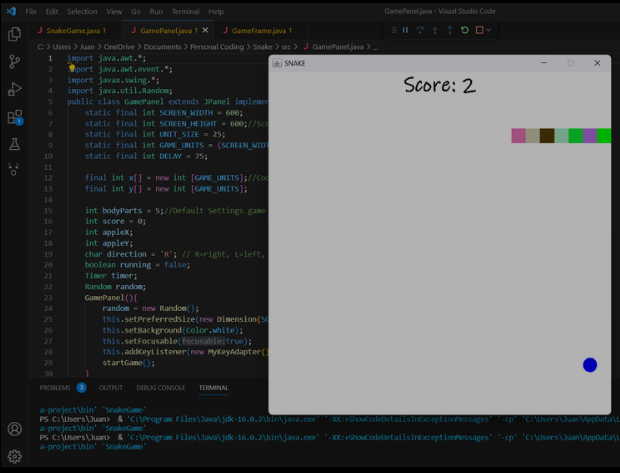 File Edit Selection View Go Run Terminal Help GamePanel.java - Visual Studio Code
SnakeGame.java 1 GamePanel.java 1 GameFrame.java 1
C: > Users > Juan > OneDrive > Documents > Personal Coding > Snake > src > GamePanel.java > ...
1 import java.awt.*;
2 import java.awt.event.*;
3 import javax.swing.*;
4 import java.util.Random;
5 public class GamePanel extends JPanel implemen
6 static final int SCREEN_WIDTH = 600;
7 static final int SCREEN_HEIGHT = 600;//Scr
8 static final int UNIT_SIZE = 25;
9 static final int GAME_UNITS = (SCREEN_WIDT
10 static final int DELAY = 75;
11
12 final int x[] = new int [GAME_UNITS];//Coo
13 final int y[] = new int [GAME_UNITS];
14
15 int bodyParts = 5;//Default Settings game
16 int score = 0;
17 int appleX;
18 int appleY;
19 char direction = 'R'; // R=right, L=left,
20 boolean running = false;
21 Timer timer;
22 Random random;
23 GamePanel(){
24 random = new Random();
25 this.setPreferredSize(new Dimension(SC
26 this.setBackground(Color.white);
27 this.setFocusable(focusable:true);
28 this.addKeyListener(new MyKeyAdapter()
29 startGame();
30 }
SNAKE
Score: 2
PROBLEMS 3 OUTPUT DEBUG CONSOLE TERMINAL
a-project\bin' 'SnakeGame'
PS C:\Users\Juan> & 'C:\Program Files\Java\jdk-16.0.2\bin\java.exe' '-XX:+ShowCodeDetailsInExceptionMessages' '-cp' 'C:\Users\Juan\AppData\L
a-project\bin' 'SnakeGame'
PS C:\Users\Juan> & 'C:\Program Files\Java\jdk-16.0.2\bin\java.exe' '-XX:+ShowCodeDetailsInExceptionMessages' '-cp' 'C:\Users\Juan\AppData\L
a-project\bin' 'SnakeGame'